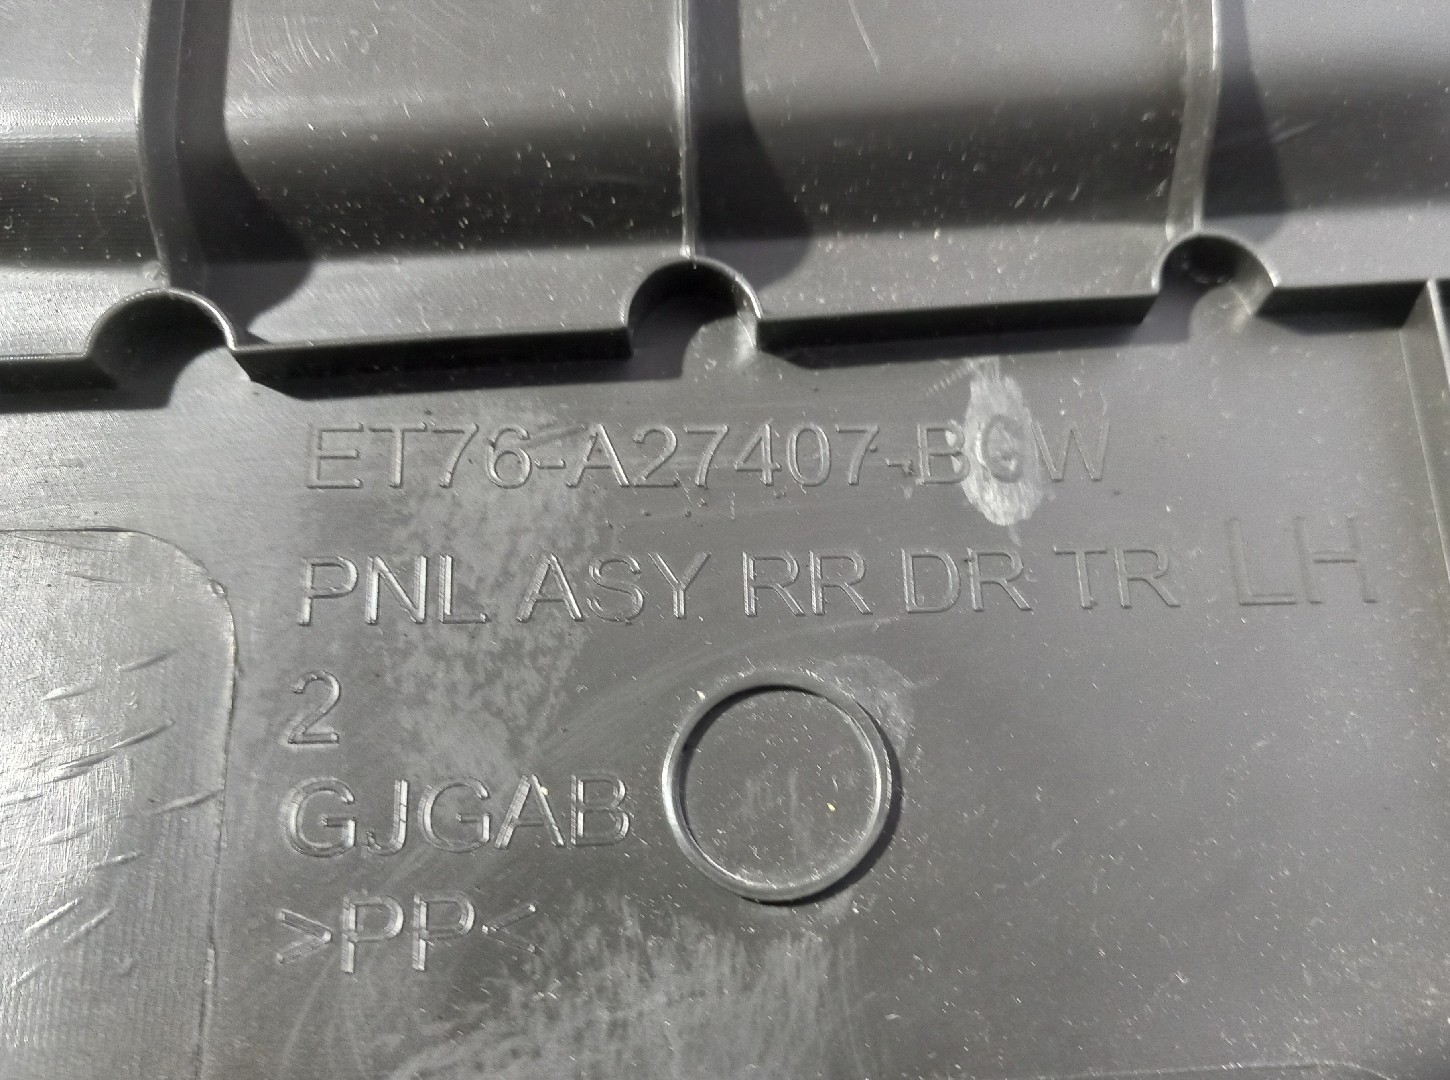 ET76-A27407-BGW
PNL ASY RR DR TR LH
2
GJGAB
>PP<